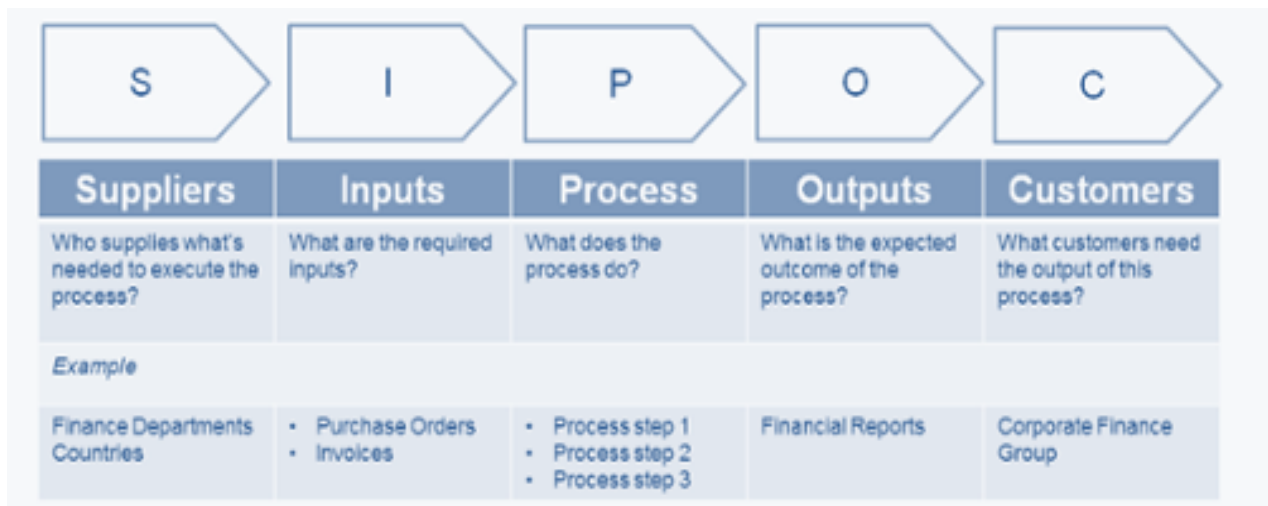 S I P O C
Suppliers Inputs Process Outputs Customers
Who supplies what's
needed to execute the
process?
What are the required
inputs?
What does the
process do?
What is the expected
outcome of the
process?
What customers need
the output of this
process?
Example
Finance Departments
Countries
• Purchase Orders
• Invoices
• Process step 1
• Process step 2
• Process step 3
Financial Reports
Corporate Finance
Group